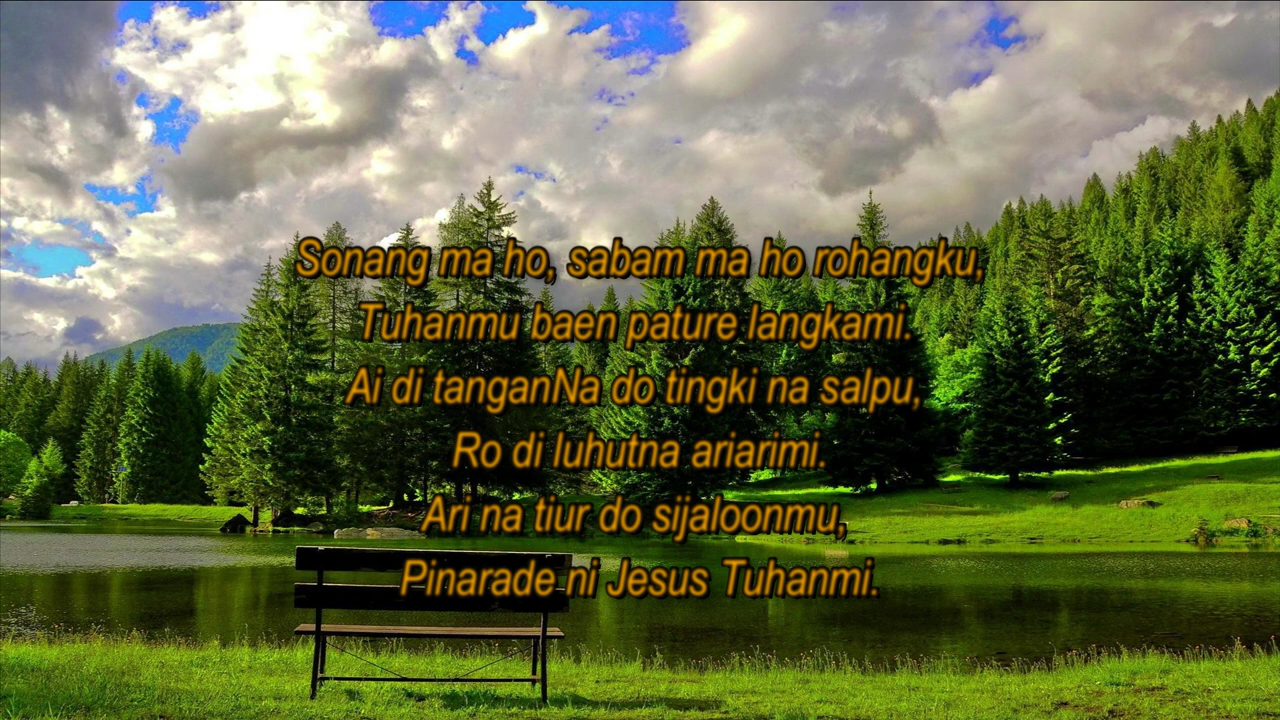 Sonang ma ho, sabam ma ho rohangku,
Tuhanmu baen pature langkami.
Ai di tanganNa do tingki na salpu,
Ro di luhutna ariarimi.
Ari na tiur do sijaloonmu,
Pinarade ni Jesus Tuhanmi.